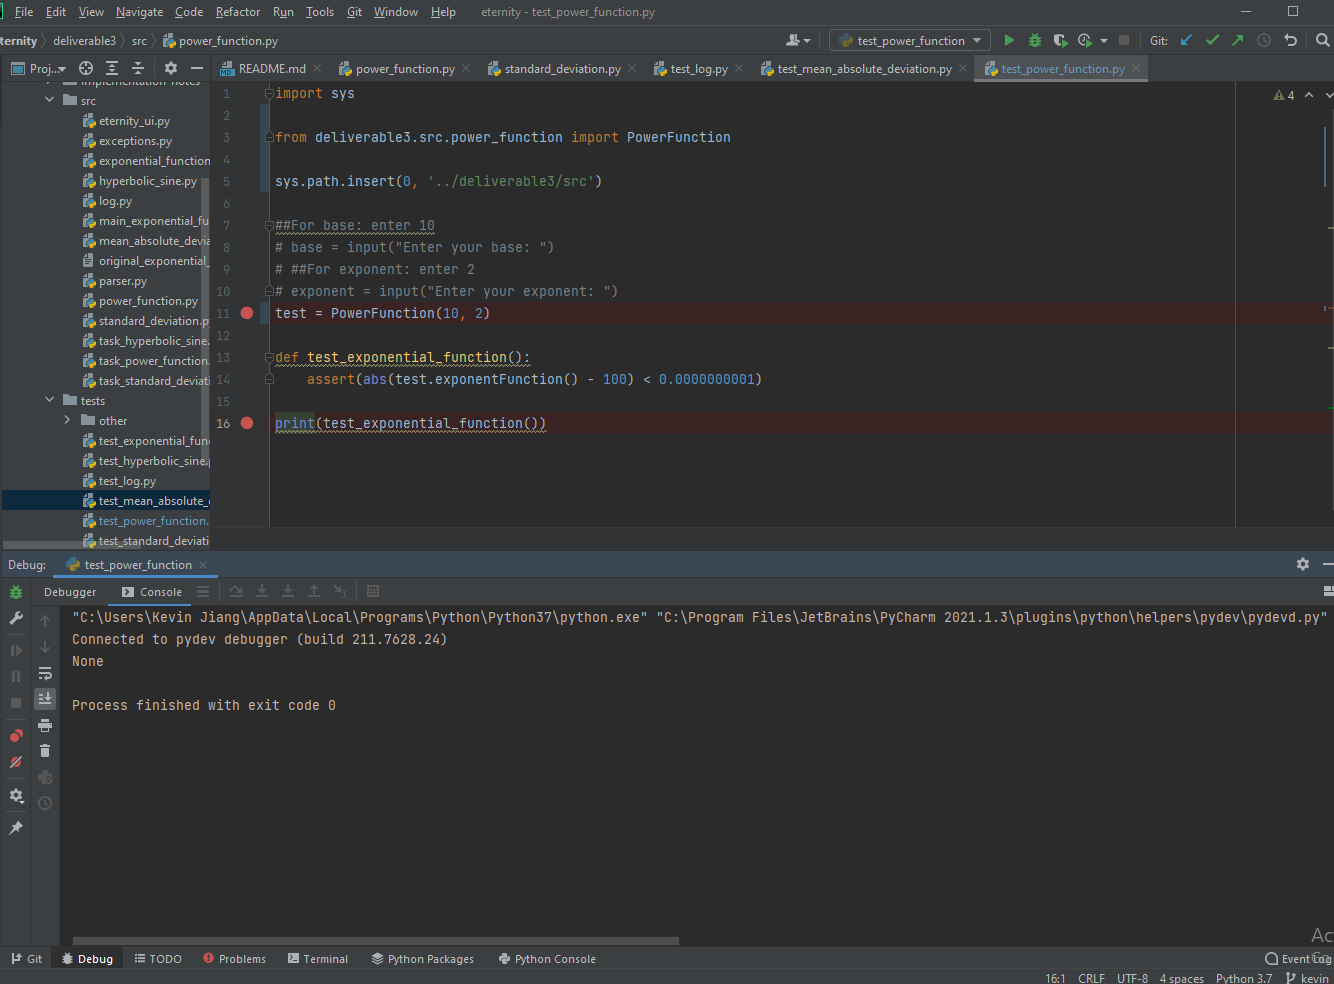 File Edit View Navigate Code Refactor Run Tools Git Window Help eternity - test_power_function.py
ternity deliverable3 src power_function.py test_power_function Git:
Proj... README.md power_function.py standard_deviation.py test_log.py test_mean_absolute_deviation.py test_power_function.py
implementation-notes
src
eternity_ui.py
exceptions.py
exponential_function
hyperbolic_sine.py
log.py
main_exponential_fu
mean_absolute_devia
original_exponential_
parser.py
power_function.py
standard_deviation.p
task_hyperbolic_sine.
task_power_function.
task_standard_deviati
tests
other
test_exponential_fun
test_hyperbolic_sine.p
test_log.py
test_mean_absolute_
test_power_function.
test_standard_deviati
4
1 import sys
2
3 from deliverable3.src.power_function import PowerFunction
4
5 sys.path.insert(0, '../deliverable3/src')
6
7 ##For base: enter 10
8 # base = input("Enter your base: ")
9 # ##For exponent: enter 2
10 # exponent = input("Enter your exponent: ")
11 test = PowerFunction(10, 2)
12
13 def test_exponential_function():
14 assert(abs(test.exponentFunction() - 100) < 0.0000000001)
15
16 print(test_exponential_function())
Debug: test_power_function
Debugger Console
"C:\Users\Kevin Jiang\AppData\Local\Programs\Python\Python37\python.exe" "C:\Program Files\JetBrains\PyCharm 2021.1.3\plugins\python\helpers\pydev\pydevd.py"
Connected to pydev debugger (build 211.7628.24)
None
Process finished with exit code 0
Ac
Git Debug TODO Problems Terminal Python Packages Python Console Event Log
16:1 CRLF UTF-8 4 spaces Python 3.7 kevin